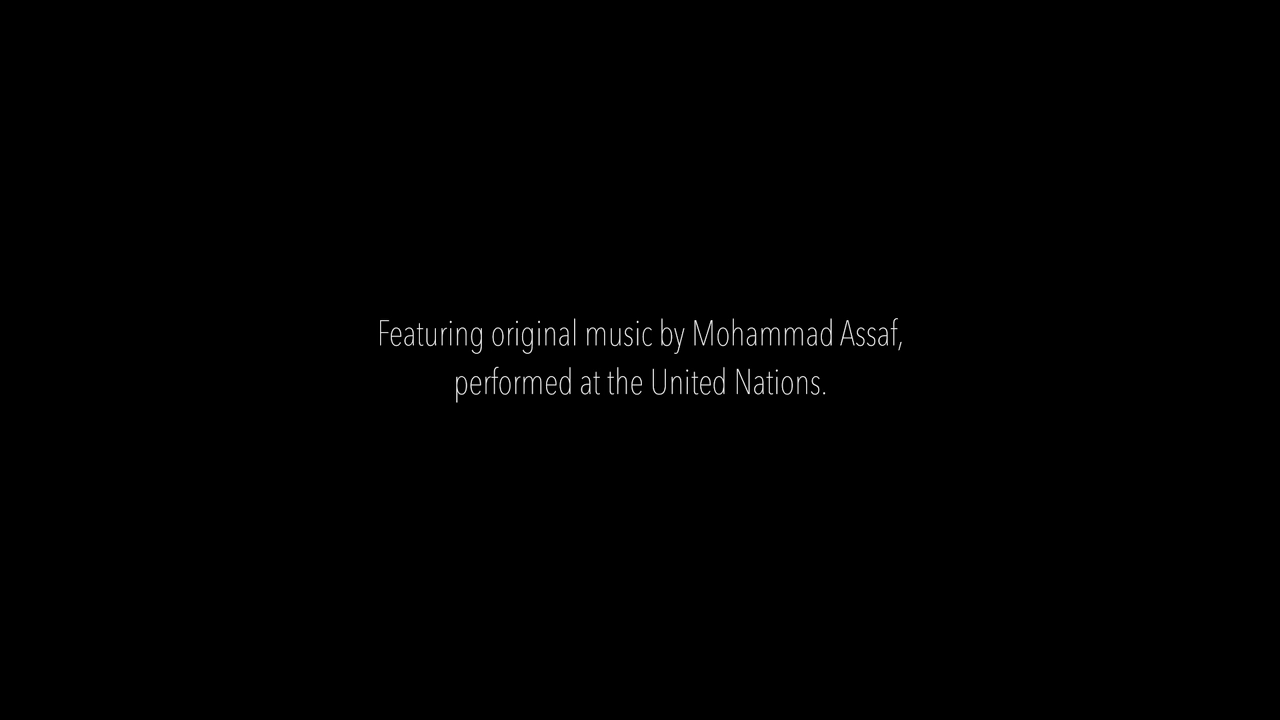 Featuring original music by Mohammad Assaf,
performed at the United Nations.